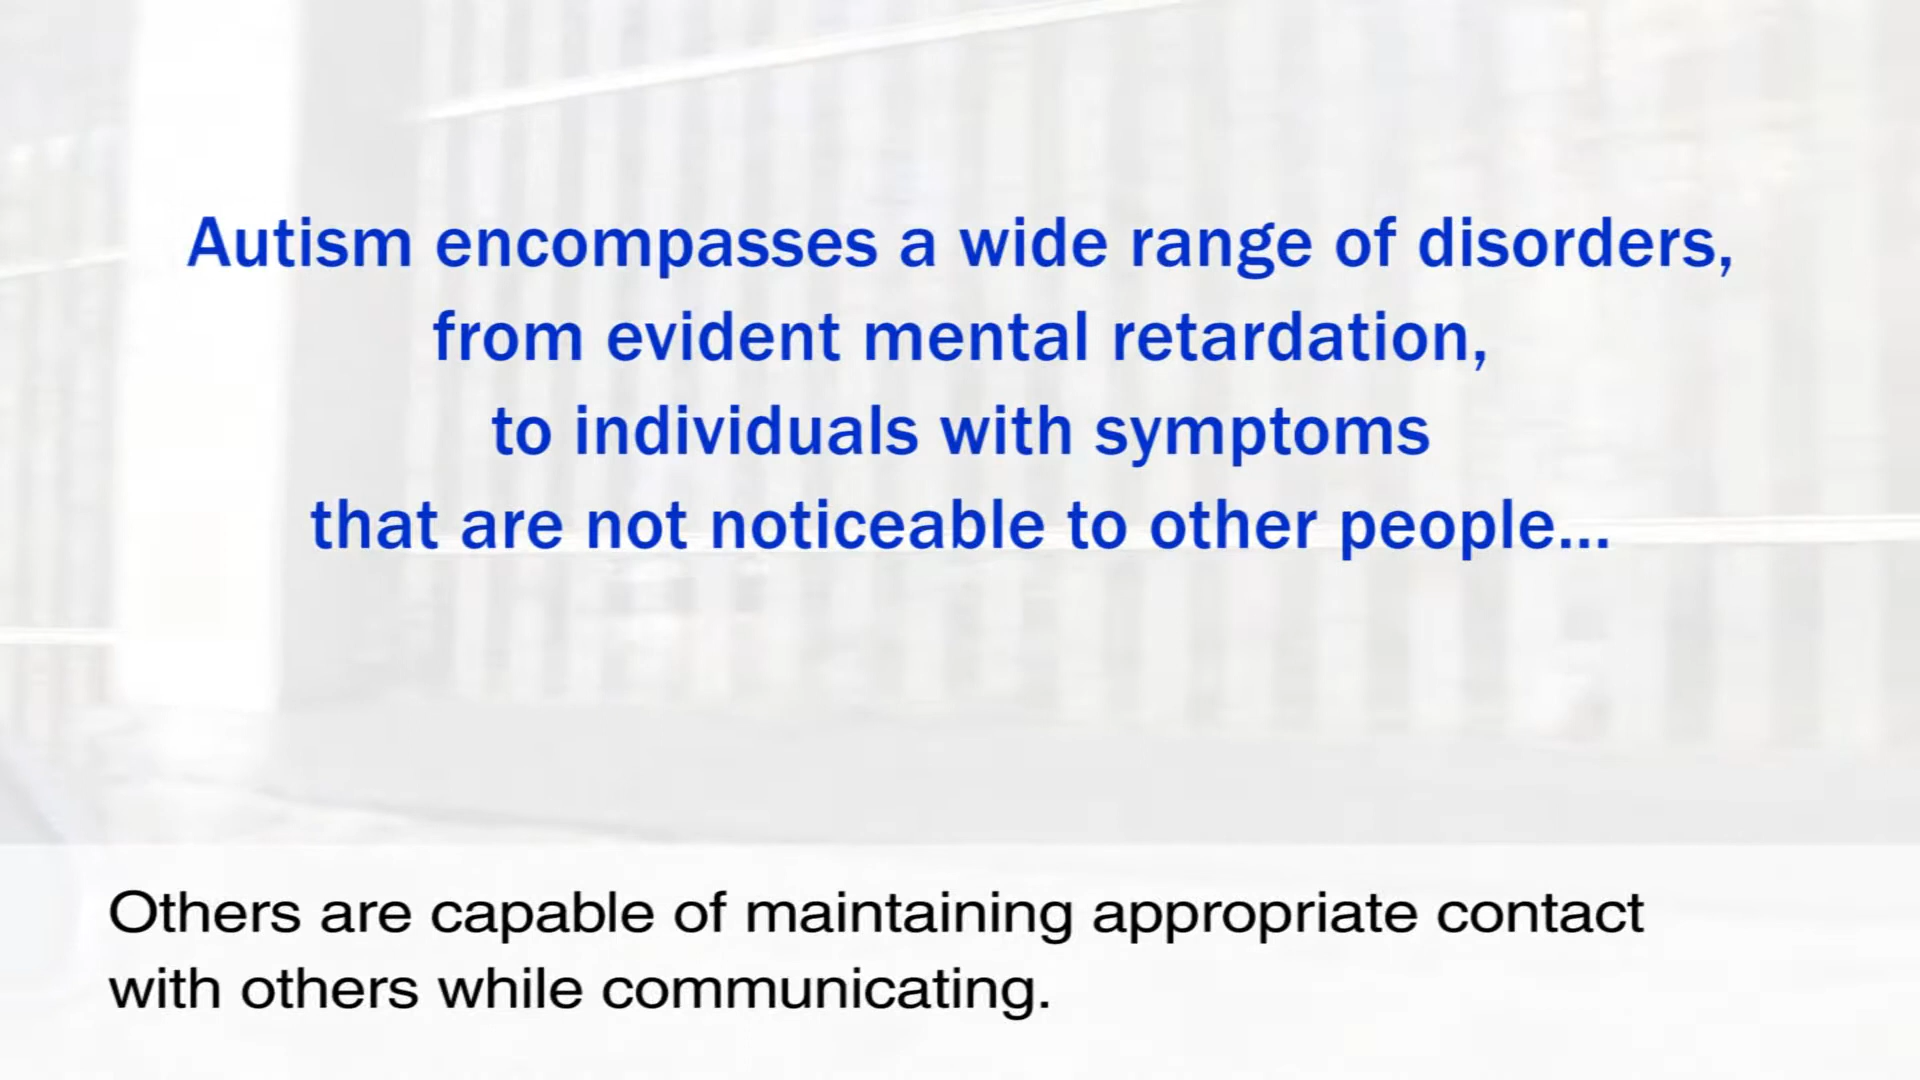 Autism encompasses a wide range of disorders,
from evident mental retardation,
to individuals with symptoms
that are not noticeable to other people...
Others are capable of maintaining appropriate contact
with others while communicating.